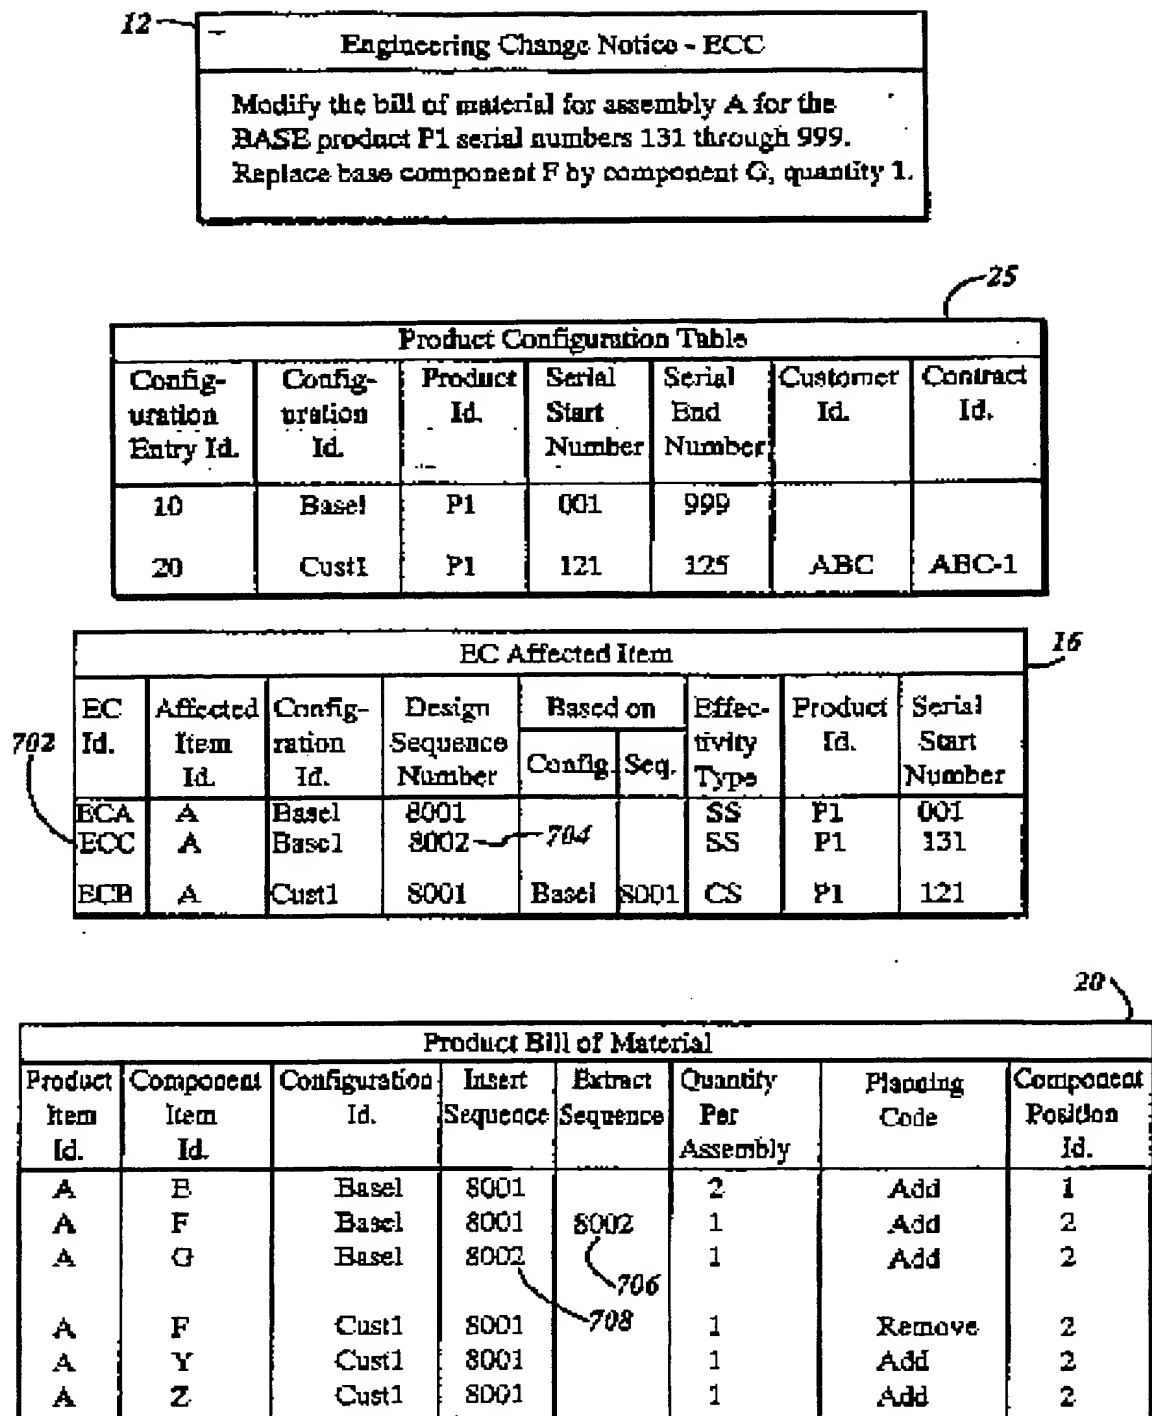 12
Engineering Change Notice - ECC
Modify the bill of material for assembly A for the
BASE product P1 serial numbers 131 through 999.
Replace base component F by component G, quantity 1.
25
Product Configuration Table
Config- Config- Product Serial Serial Customer Contract
uration uration Id. Start End Id. Id.
Entry Id. Id. Number Number
10 Base1 P1 001 999
20 Cust1 P1 121 125 ABC ABC-1
16
EC Affected Item
EC Affected Config- Design Based on Effec- Product Serial
702 Id. Item ration Sequence tivity Id. Start
Id. Id. Number Config. Seq. Type Number
ECA A Base1 8001 SS P1 001
ECC A Base1 8002 704 SS P1 131
ECB A Cust1 8001 Base1 8001 CS P1 121
20
Product Bill of Material
Product Component Configuration Insert Extract Quantity Planning Component
Item Item Id. Sequence Sequence Per Code Position
Id. Id. Assembly Id.
A E Base1 8001 2 Add 1
A F Base1 8001 8002 1 Add 2
A G Base1 8002 1 Add 2
706
708
A F Cust1 8001 1 Remove 2
A Y Cust1 8001 1 Add 2
A Z Cust1 8001 1 Add 2